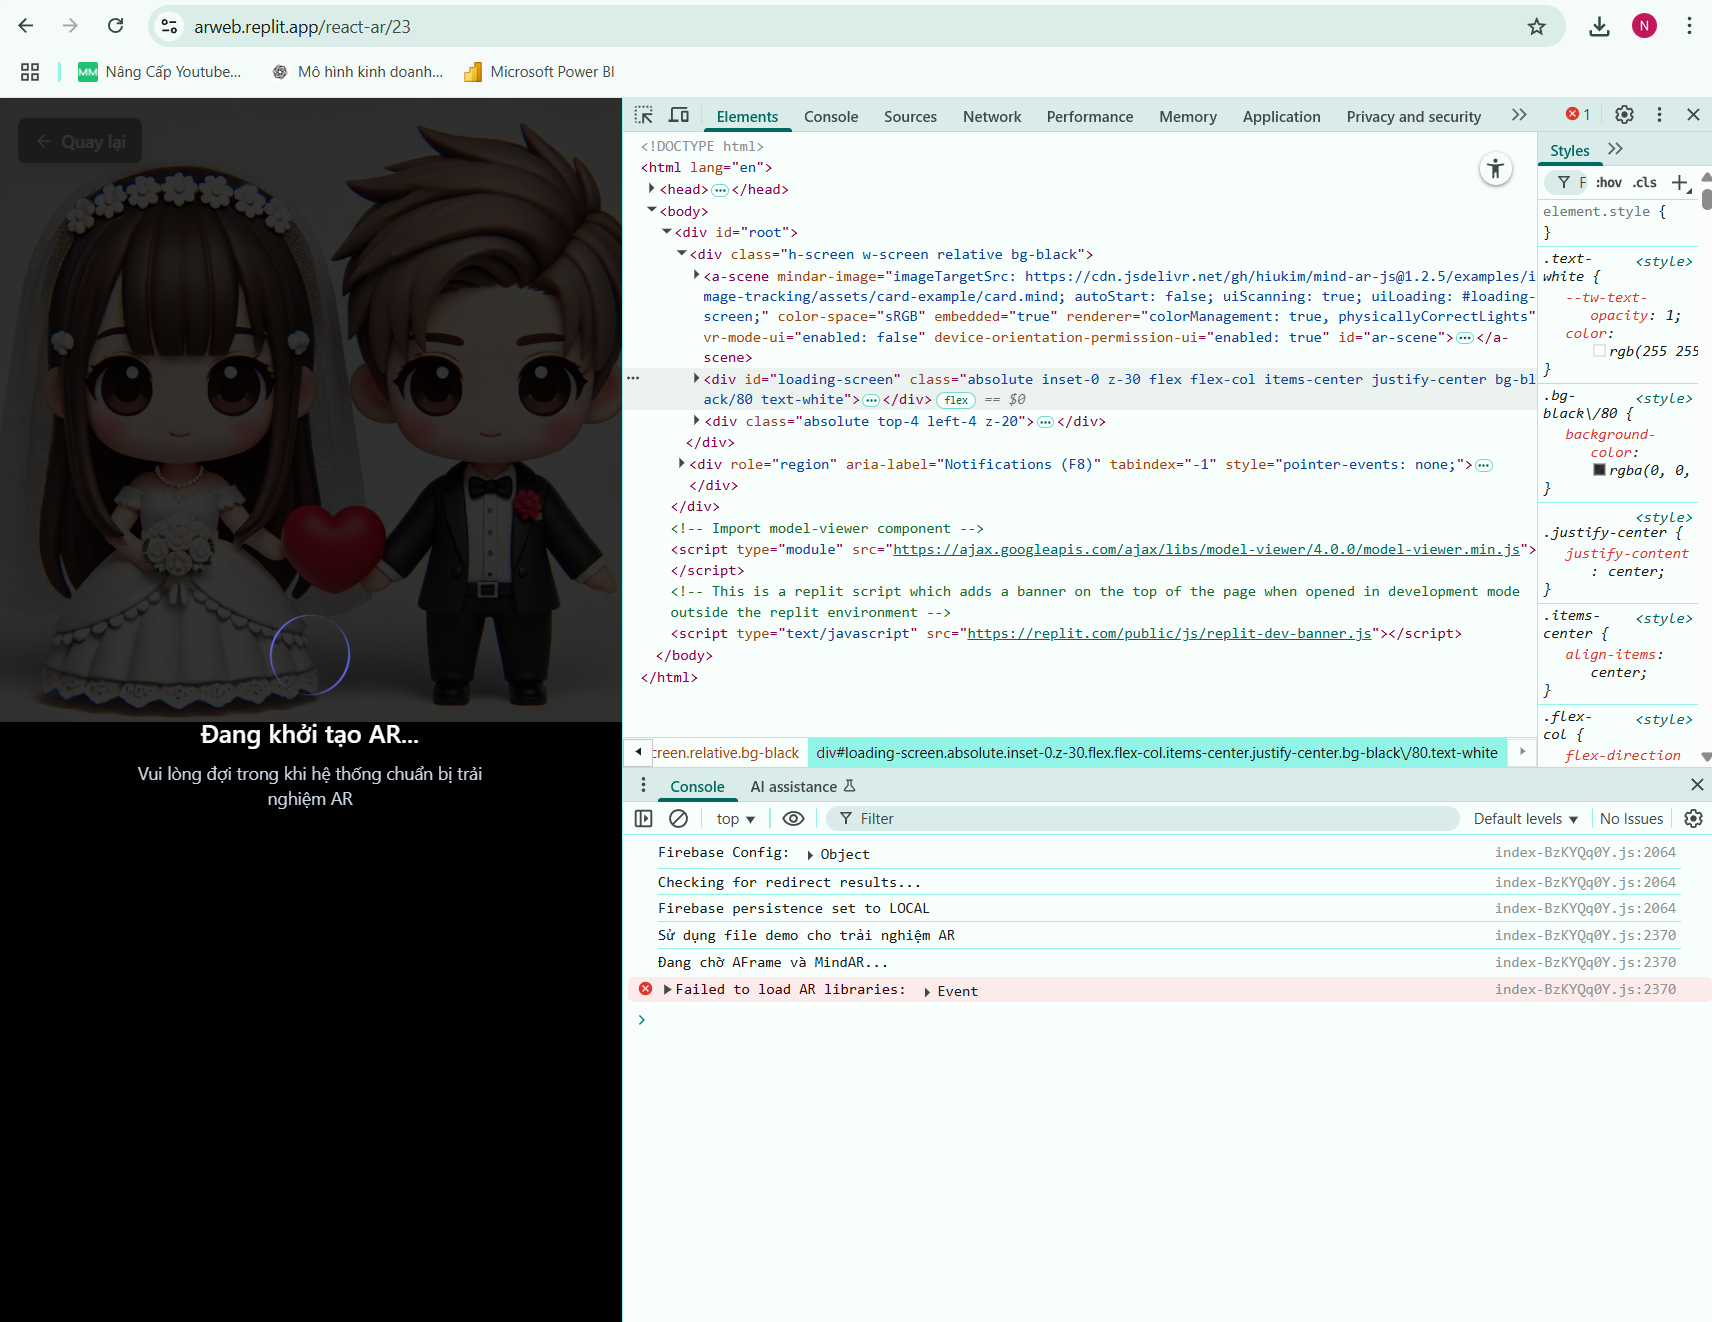 arweb.replit.app/react-ar/23
N
MM Nâng Cấp Youtube...
Mô hình kinh doanh...
Microsoft Power BI
Quay lại
Đang khởi tạo AR...
Vui lòng đợi trong khi hệ thống chuẩn bị trải
nghiệm AR
Elements Console Sources Network Performance Memory Application Privacy and security 1
<!DOCTYPE html>
<html lang="en">
<head>…</head>
<body>
<div id="root">
<div class="h-screen w-screen relative bg-black">
<a-scene mindar-image="imageTargetSrc: https://cdn.jsdelivr.net/gh/hiukim/mind-ar-js@1.2.5/examples/i
mage-tracking/assets/card-example/card.mind; autoStart: false; uiScanning: true; uiLoading: #loading-
screen;" color-space="sRGB" embedded="true" renderer="colorManagement: true, physicallyCorrectLights"
vr-mode-ui="enabled: false" device-orientation-permission-ui="enabled: true" id="ar-scene">…</a-
scene>
<div id="loading-screen" class="absolute inset-0 z-30 flex flex-col items-center justify-center bg-bl
ack/80 text-white">…</div> flex == $0
<div class="absolute top-4 left-4 z-20">…</div>
</div>
<div role="region" aria-label="Notifications (F8)" tabindex="-1" style="pointer-events: none;">…
</div>
</div>
<!-- Import model-viewer component -->
<script type="module" src="https://ajax.googleapis.com/ajax/libs/model-viewer/4.0.0/model-viewer.min.js">
</script>
<!-- This is a replit script which adds a banner on the top of the page when opened in development mode
outside the replit environment -->
<script type="text/javascript" src="https://replit.com/public/js/replit-dev-banner.js"></script>
</body>
</html>
creen.relative.bg-black div#loading-screen.absolute.inset-0.z-30.flex.flex-col.items-center.justify-center.bg-black\/80.text-white
Styles
F :hov .cls
element.style {
}
.text- <style>
white {
--tw-text-
opacity: 1;
color:
rgb(255 255
}
.bg- <style>
black\/80 {
background-
color:
rgba(0, 0,
}
<style>
.justify-center {
justify-content
: center;
}
.items- <style>
center {
align-items:
center;
}
.flex- <style>
col {
flex-direction
Console AI assistance
top Filter Default levels No Issues
Firebase Config: Object index-BzKYQq0Y.js:2064
Checking for redirect results... index-BzKYQq0Y.js:2064
Firebase persistence set to LOCAL index-BzKYQq0Y.js:2064
Sử dụng file demo cho trải nghiệm AR index-BzKYQq0Y.js:2370
Đang chờ AFrame và MindAR... index-BzKYQq0Y.js:2370
Failed to load AR libraries: Event index-BzKYQq0Y.js:2370